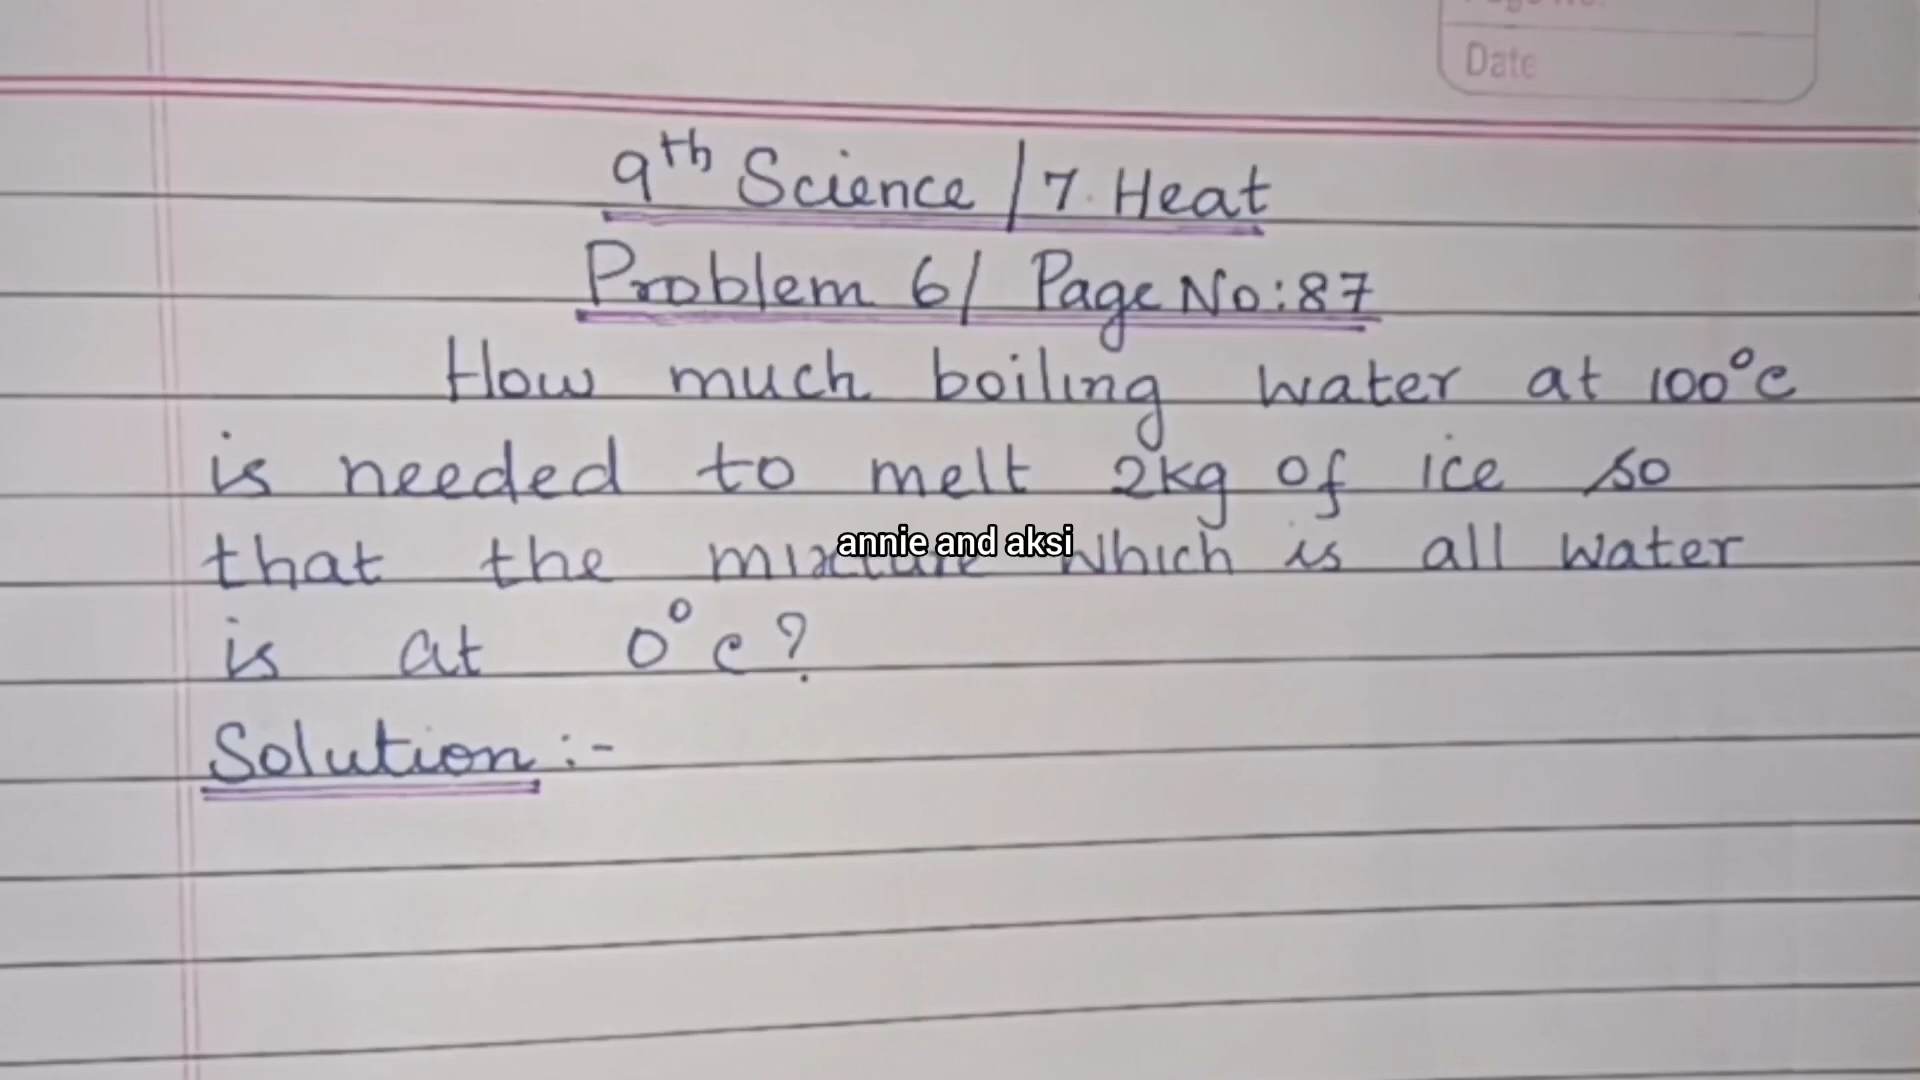 Date
9th Science / 7. Heat
Problem 6 / Page No: 87
How much boiling water at 100°c
is needed to melt 2kg of ice so
that the mixture which is all water
annie and aksi
is at 0°c?
Solution :-